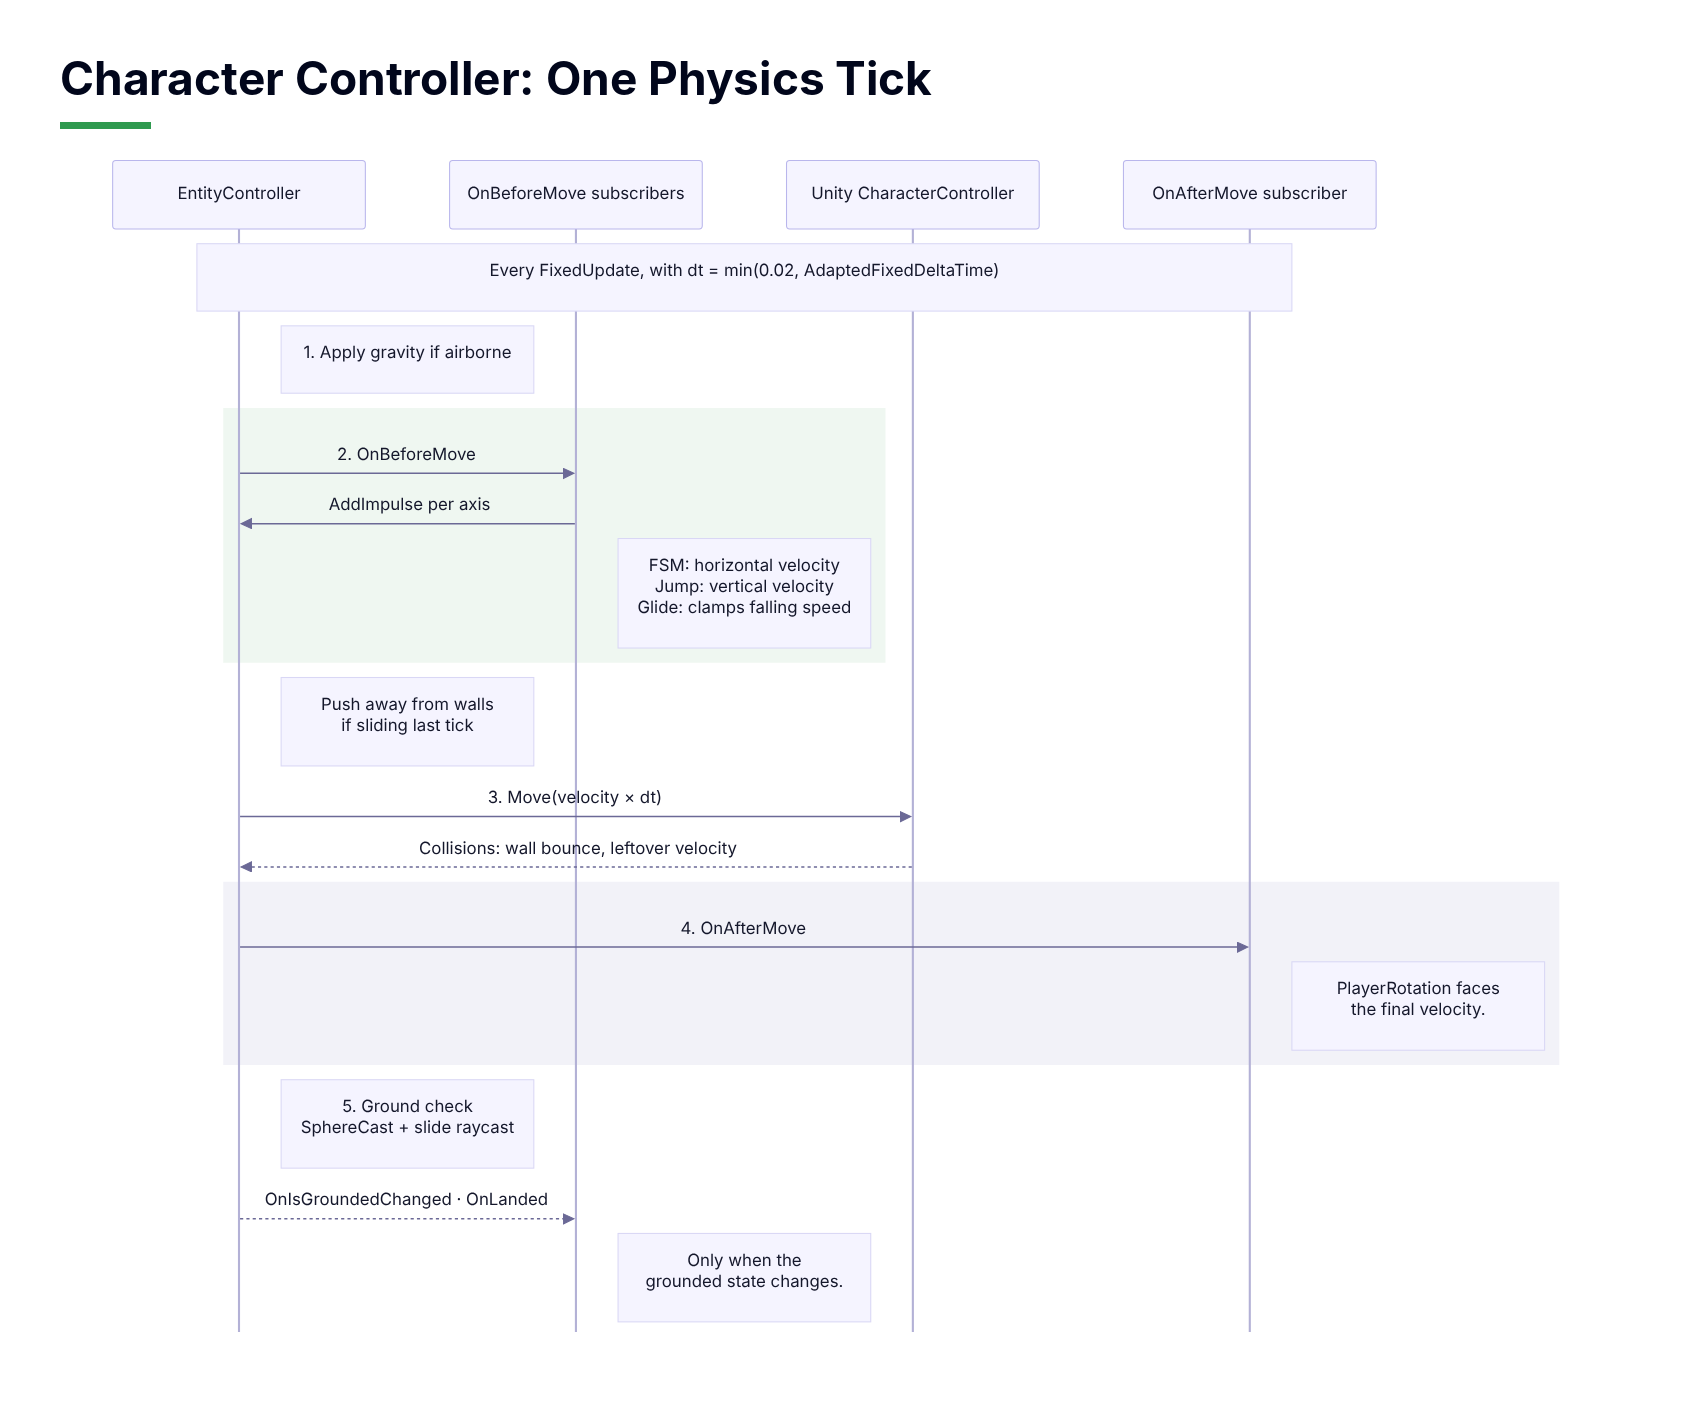 Character Controller: One Physics Tick
EntityController
OnBeforeMove subscribers
Unity CharacterController
OnAfterMove subscriber
Every FixedUpdate, with dt = min(0.02, AdaptedFixedDeltaTime)
1. Apply gravity if airborne
2. OnBeforeMove
AddImpulse per axis
FSM: horizontal velocity
Jump: vertical velocity
Glide: clamps falling speed
Push away from walls
if sliding last tick
3. Move(velocity × dt)
Collisions: wall bounce, leftover velocity
4. OnAfterMove
PlayerRotation faces
the final velocity.
5. Ground check
SphereCast + slide raycast
OnIsGroundedChanged · OnLanded
Only when the
grounded state changes.